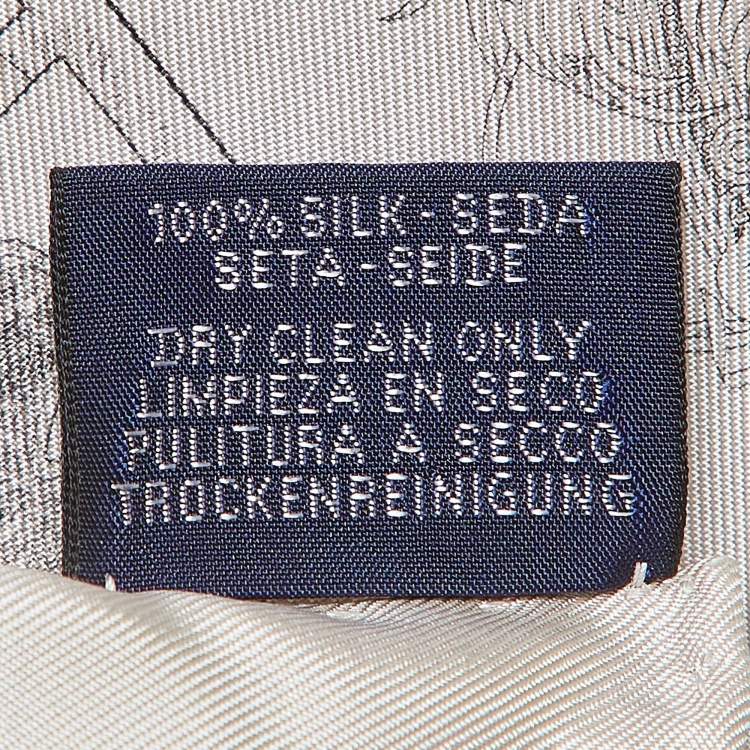 100% SILK - SEDA
SETA - SEIDE
DRY CLEAN ONLY
LIMPIEZA EN SECO
PULITURA A SECCO
TROCKENREINIGUNG